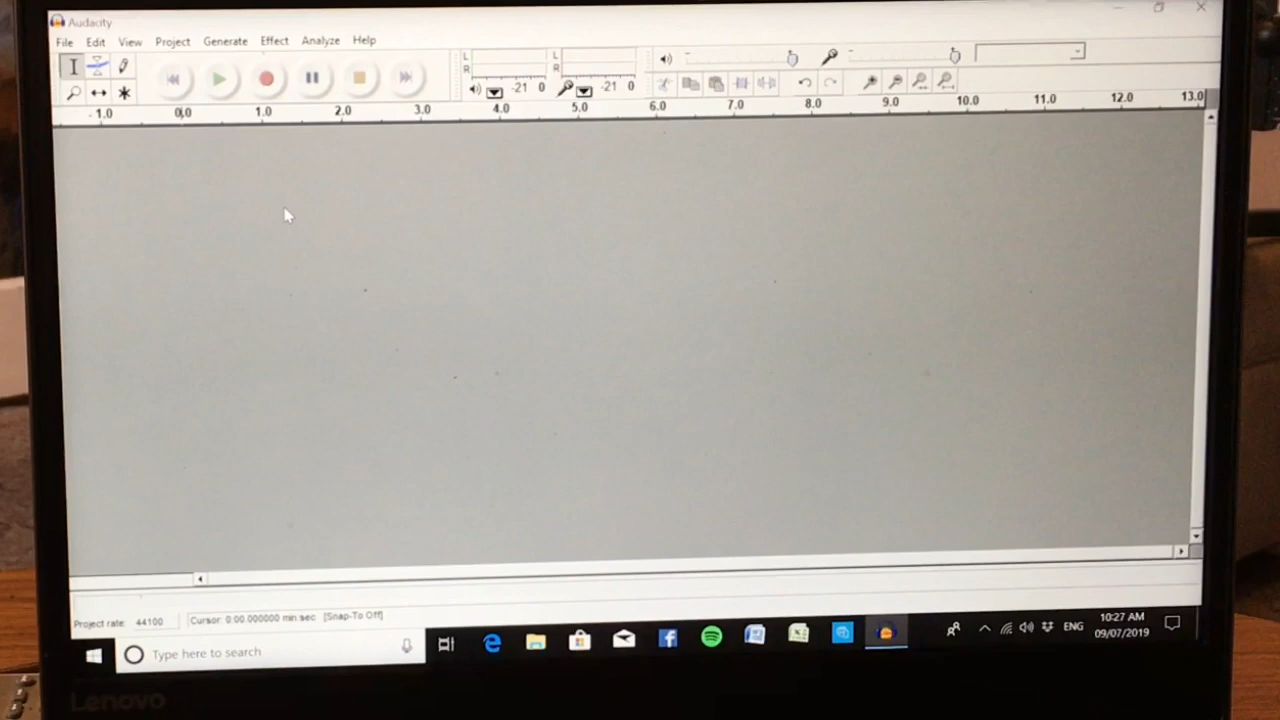 Audacity
File Edit View Project Generate Effect Analyze Help
L
R
-21 0
L
R
-21 0
-1.0 0.0 1.0 2.0 3.0 4.0 5.0 6.0 7.0 8.0 9.0 10.0 11.0 12.0 13.0
Project rate: 44100 Cursor: 0:00.000000 min:sec [Snap-To Off]
Type here to search
ENG
10:27 AM
09/07/2019
Lenovo